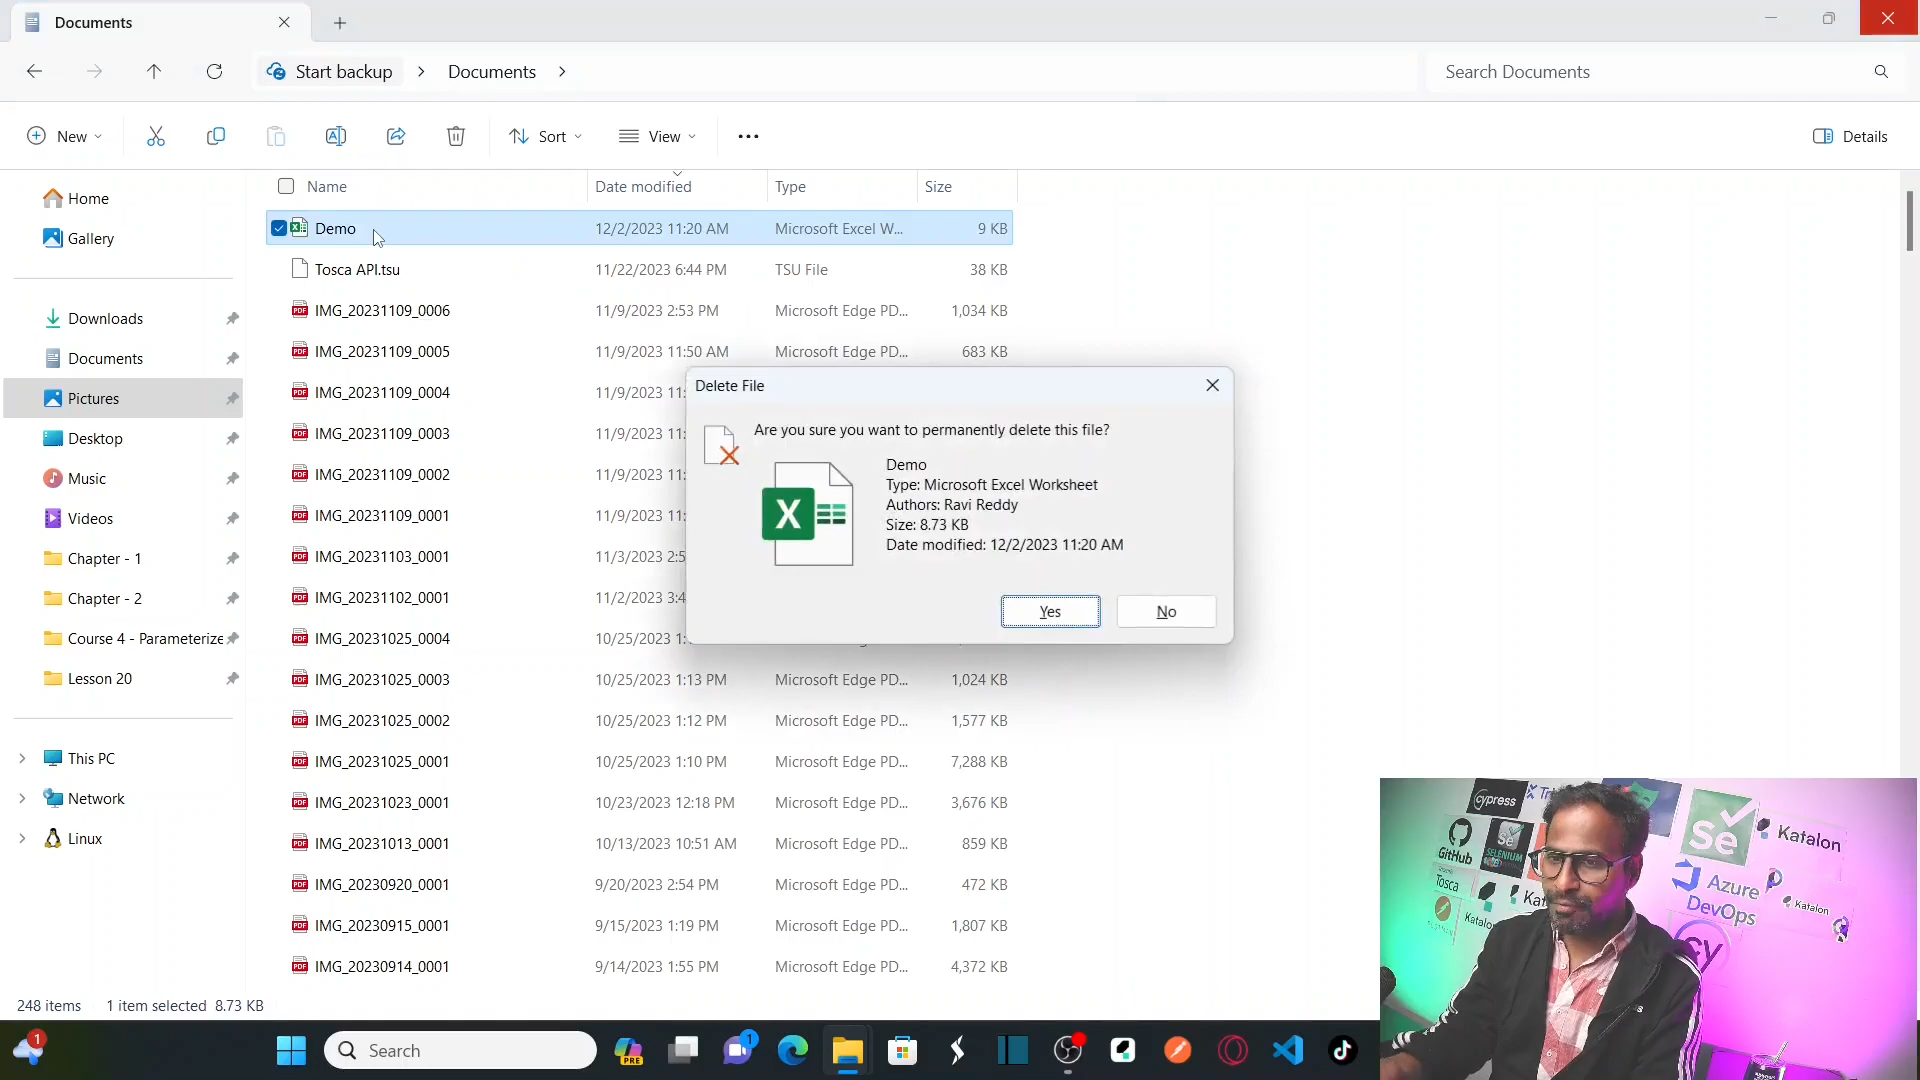 Documents
Start backup
Documents
Search Documents
New
Sort
View
Details
Name
Date modified
Type
Size
Home
Gallery
Downloads
Documents
Pictures
Desktop
Music
Videos
Chapter - 1
Chapter - 2
Course 4 - Parameterize
Lesson 20
This PC
Network
Linux
Demo 12/2/2023 11:20 AM Microsoft Excel W... 9 KB
Tosca API.tsu 11/22/2023 6:44 PM TSU File 38 KB
IMG_20231109_0006 11/9/2023 2:53 PM Microsoft Edge PD... 1,034 KB
IMG_20231109_0005 11/9/2023 11:50 AM Microsoft Edge PD... 683 KB
IMG_20231109_0004 11/9/2023 11:
IMG_20231109_0003 11/9/2023 11:
IMG_20231109_0002 11/9/2023 11:
IMG_20231109_0001 11/9/2023 11:
IMG_20231103_0001 11/3/2023 2:5
IMG_20231102_0001 11/2/2023 3:4
IMG_20231025_0004 10/25/2023 1:
IMG_20231025_0003 10/25/2023 1:13 PM Microsoft Edge PD... 1,024 KB
IMG_20231025_0002 10/25/2023 1:12 PM Microsoft Edge PD... 1,577 KB
IMG_20231025_0001 10/25/2023 1:10 PM Microsoft Edge PD... 7,288 KB
IMG_20231023_0001 10/23/2023 12:18 PM Microsoft Edge PD... 3,676 KB
IMG_20231013_0001 10/13/2023 10:51 AM Microsoft Edge PD... 859 KB
IMG_20230920_0001 9/20/2023 2:54 PM Microsoft Edge PD... 472 KB
IMG_20230915_0001 9/15/2023 1:19 PM Microsoft Edge PD... 1,807 KB
IMG_20230914_0001 9/14/2023 1:55 PM Microsoft Edge PD... 4,372 KB
Delete File
Are you sure you want to permanently delete this file?
Demo
Type: Microsoft Excel Worksheet
Authors: Ravi Reddy
Size: 8.73 KB
Date modified: 12/2/2023 11:20 AM
Yes
No
248 items 1 item selected 8.73 KB
1
Search
PRE
1
cypress
GitHub
SELENIUM
Se
Katalon
Tosca
Azure
DevOps
Katalon
Katalon
cy